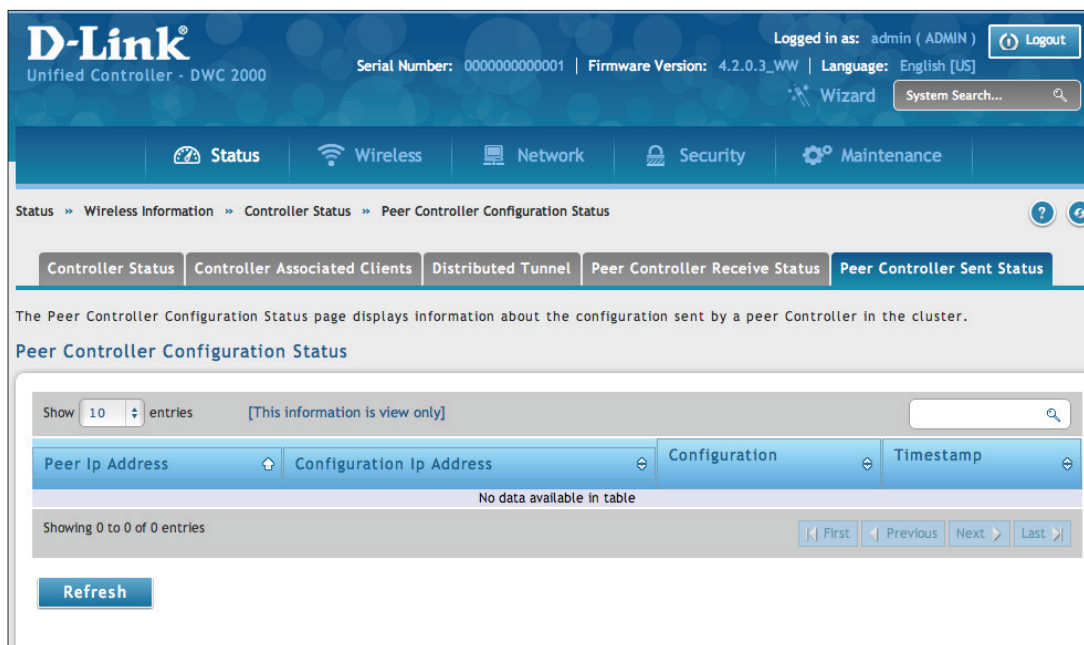 D-Link®
Unified Controller - DWC 2000
Logged in as: admin ( ADMIN )
Logout
Serial Number: 0000000000001 | Firmware Version: 4.2.0.3_WW | Language: English [US]
Wizard
System Search...
Status
Wireless
Network
Security
Maintenance
Status » Wireless Information » Controller Status » Peer Controller Configuration Status
?
Controller Status
Controller Associated Clients
Distributed Tunnel
Peer Controller Receive Status
Peer Controller Sent Status
The Peer Controller Configuration Status page displays information about the configuration sent by a peer Controller in the cluster.
Peer Controller Configuration Status
Show 10 entries
[This information is view only]
Peer Ip Address
Configuration Ip Address
Configuration
Timestamp
No data available in table
Showing 0 to 0 of 0 entries
First
Previous
Next
Last
Refresh